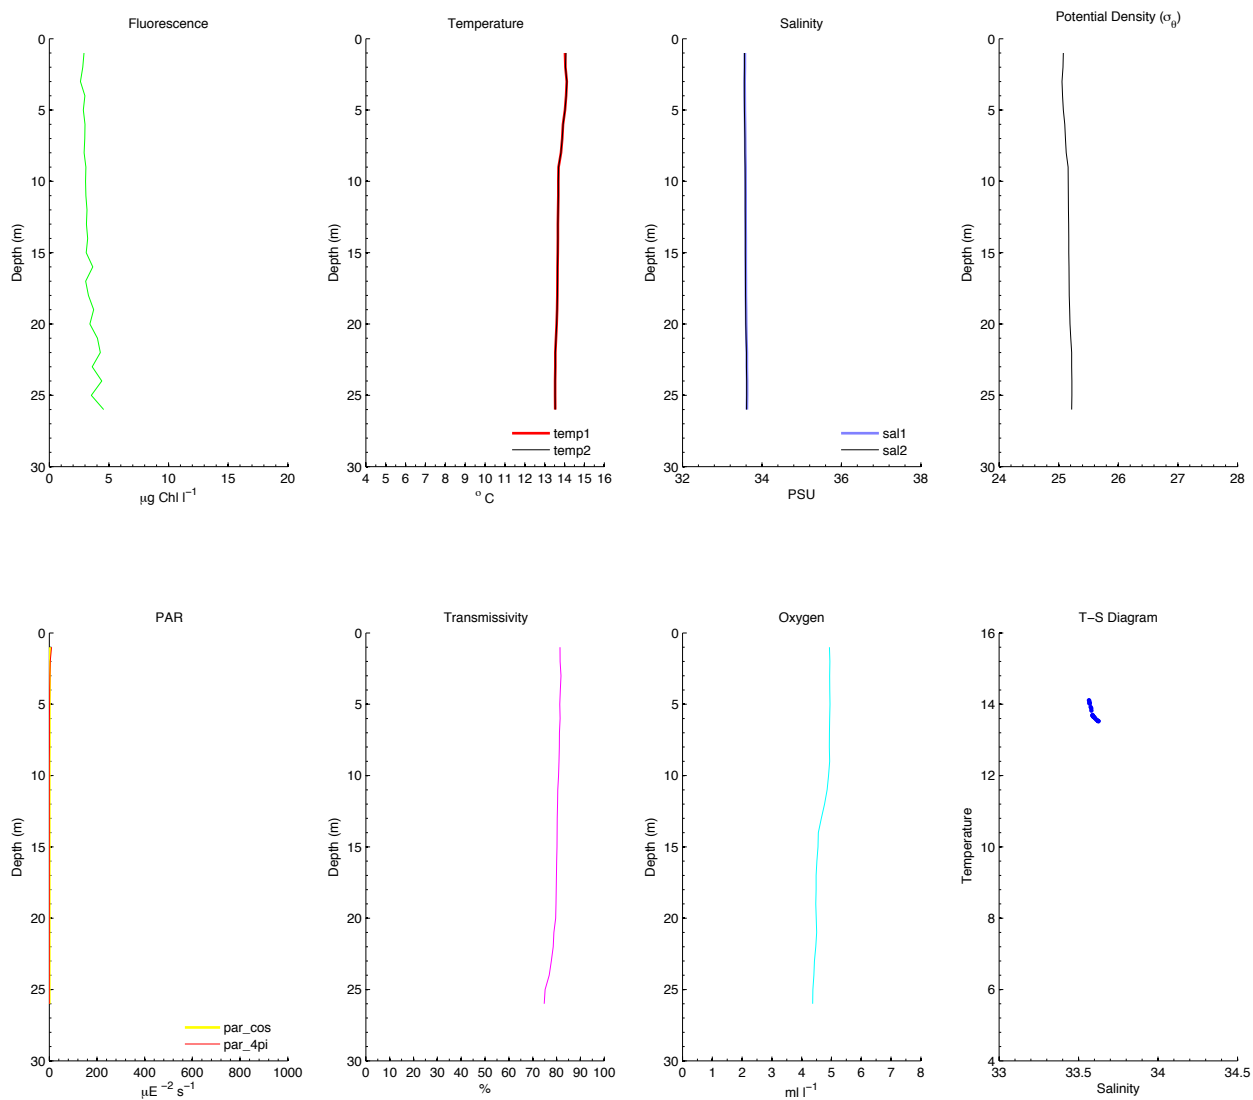 Fluorescence
0
5
10
15
20
25
30
Depth (m)
0 5 10 15 20
μg Chl l⁻¹
Temperature
0
5
10
15
20
25
30
Depth (m)
temp1
temp2
4 5 6 7 8 9 10 11 12 13 14 15 16
° C
Salinity
0
5
10
15
20
25
30
Depth (m)
sal1
sal2
32 34 36 38
PSU
Potential Density (σθ)
0
5
10
15
20
25
30
Depth (m)
24 25 26 27 28
PAR
0
5
10
15
20
25
30
Depth (m)
par_cos
par_4pi
0 200 400 600 800 1000
μE ⁻² s⁻¹
Transmissivity
0
5
10
15
20
25
30
Depth (m)
0 10 20 30 40 50 60 70 80 90 100
%
Oxygen
0
5
10
15
20
25
30
Depth (m)
0 1 2 3 4 5 6 7 8
ml l⁻¹
T−S Diagram
16
14
12
10
8
6
4
Temperature
33 33.5 34 34.5
Salinity